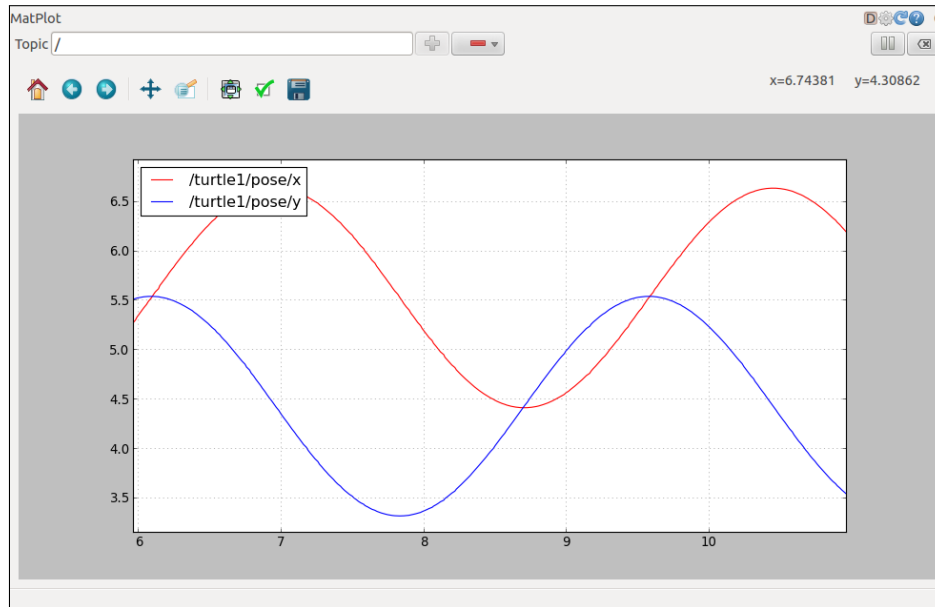 MatPlot
D
?
Topic /
x=6.74381 y=4.30862
/turtle1/pose/x
/turtle1/pose/y
6.5
6.0
5.5
5.0
4.5
4.0
3.5
6 7 8 9 10